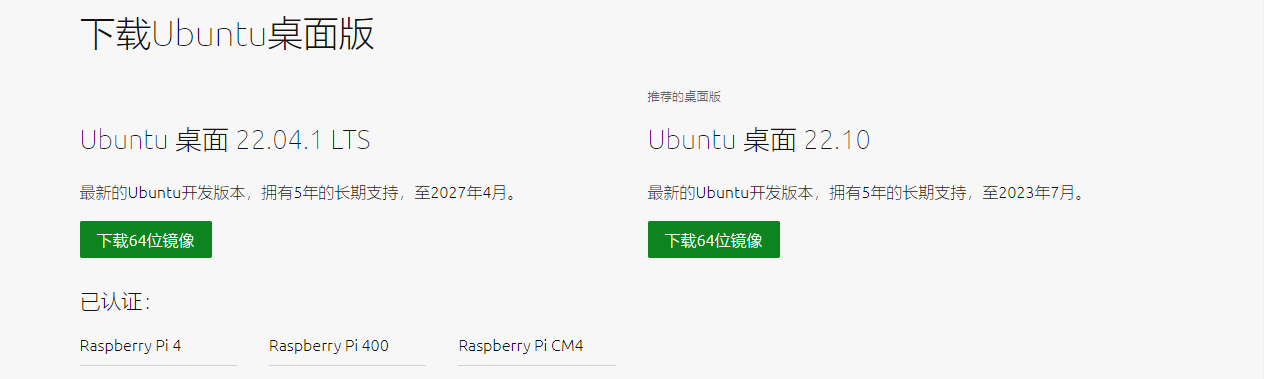 下载Ubuntu桌面版
Ubuntu 桌面 22.04.1 LTS
最新的Ubuntu开发版本，拥有5年的长期支持，至2027年4月。
下载64位镜像
已认证：
Raspberry Pi 4
Raspberry Pi 400
Raspberry Pi CM4
推荐的桌面版
Ubuntu 桌面 22.10
最新的Ubuntu开发版本，拥有5年的长期支持，至2023年7月。
下载64位镜像